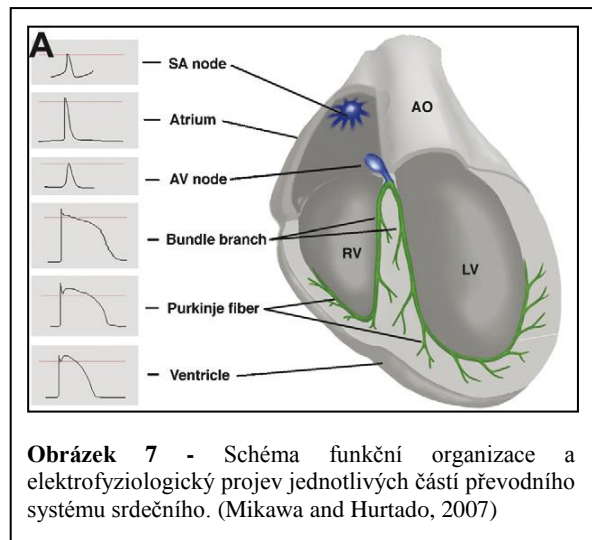 A
SA node
AO
Atrium
AV node
Bundle branch
RV
LV
Purkinje fiber
Ventricle
Obrázek 7 - Schéma funkční organizace a
elektrofyziologický projev jednotlivých částí převodního
systému srdečního. (Mikawa and Hurtado, 2007)